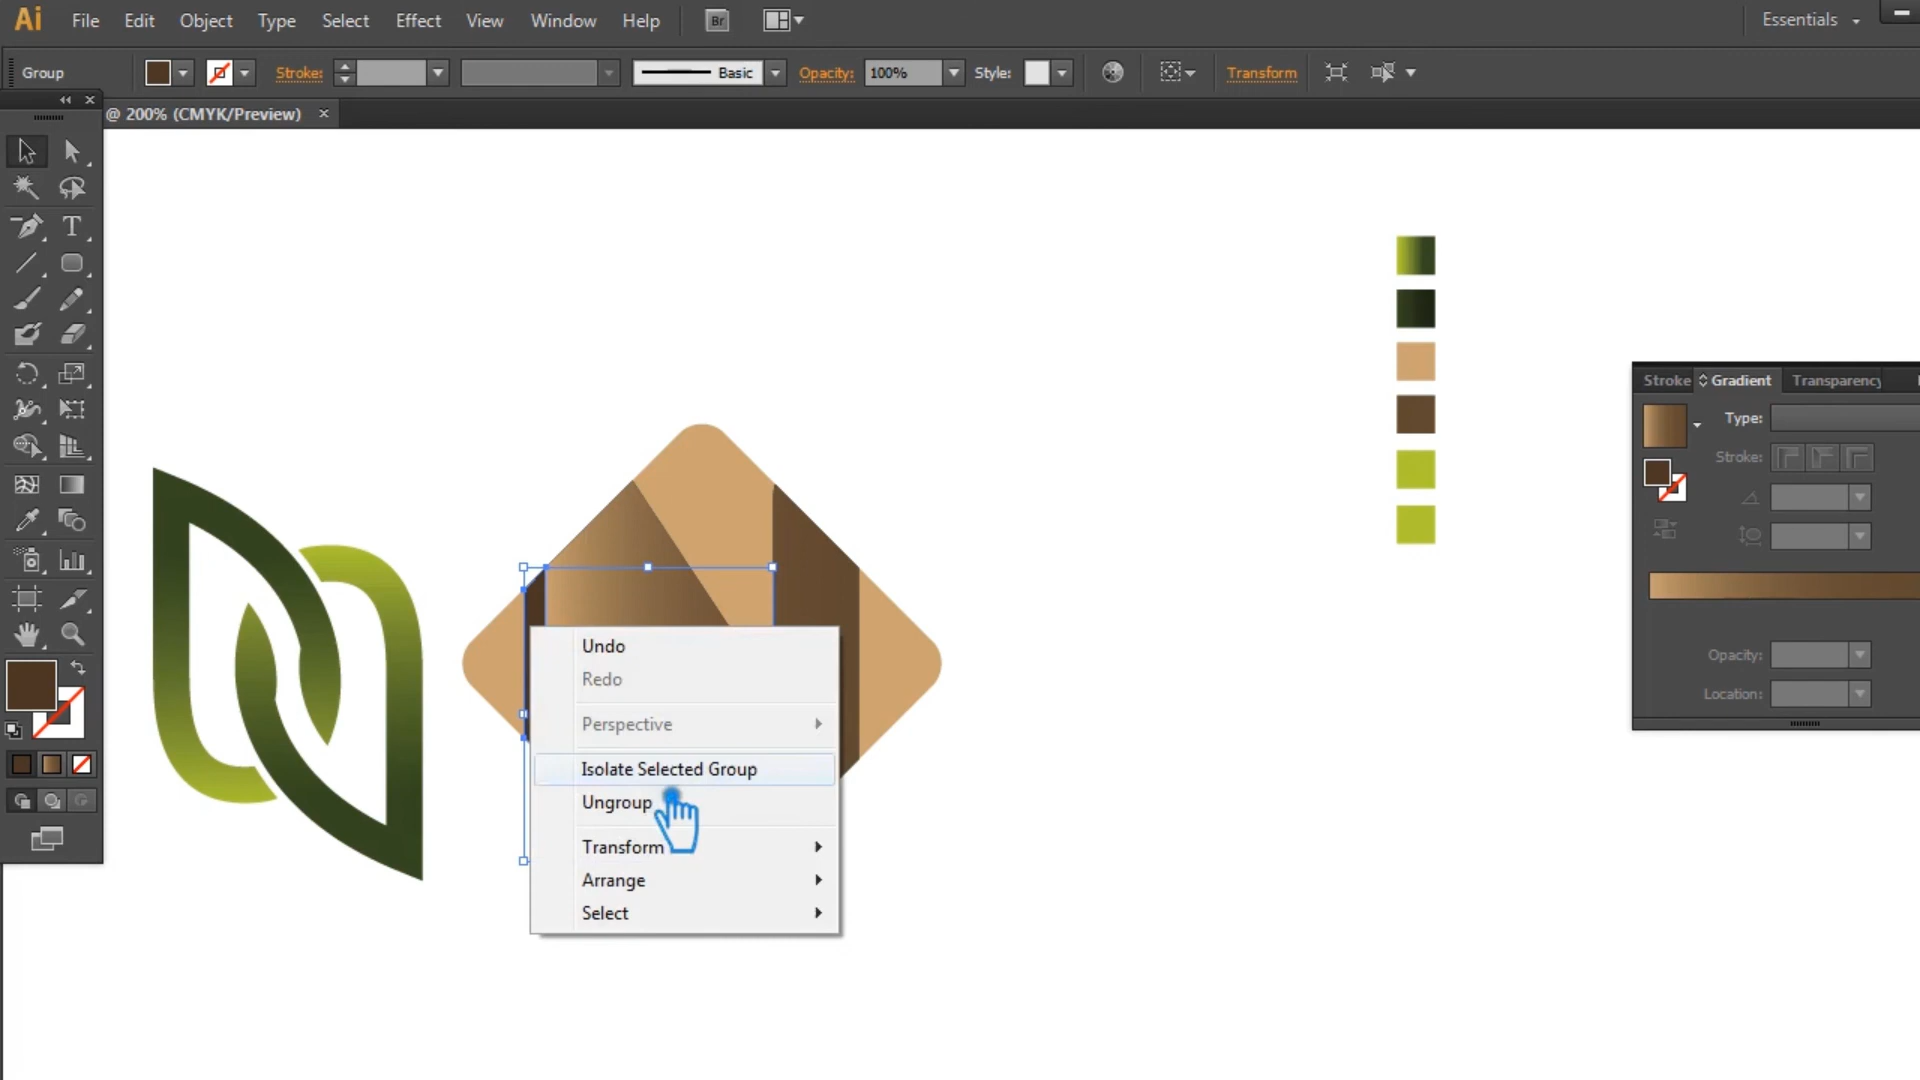 Ai File Edit Object Type Select Effect View Window Help Br Essentials
Group Stroke: Basic Opacity: 100% Style: Transform
@ 200% (CMYK/Preview)
Stroke Gradient Transparency
Type:
Stroke:
Undo
Redo
Perspective
Isolate Selected Group
Ungroup
Transform
Arrange
Select
Opacity:
Location: